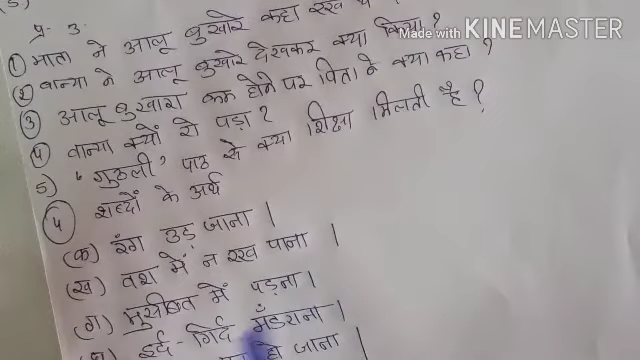 Made with KINEMASTER
प्र- 3.
① माता ने आलू बुखारे कहा रख
② वान्या ने आलू बुखारे देखकर क्या किया?
③ आलू बुखारा कम होने पर पिता ने क्या कहा ?
4 वान्या क्यों रो पड़ा?
5) "गुठली" पाठ से क्या शिक्षा मिलती है?
4 शब्दों के अर्थ
(क) रंग उड़ जाना |
(ख) वश में न रख पाना |
(ग) मुसीबत में पड़ना |
इर्द-गिर्द मँडराना |
हो जाना |